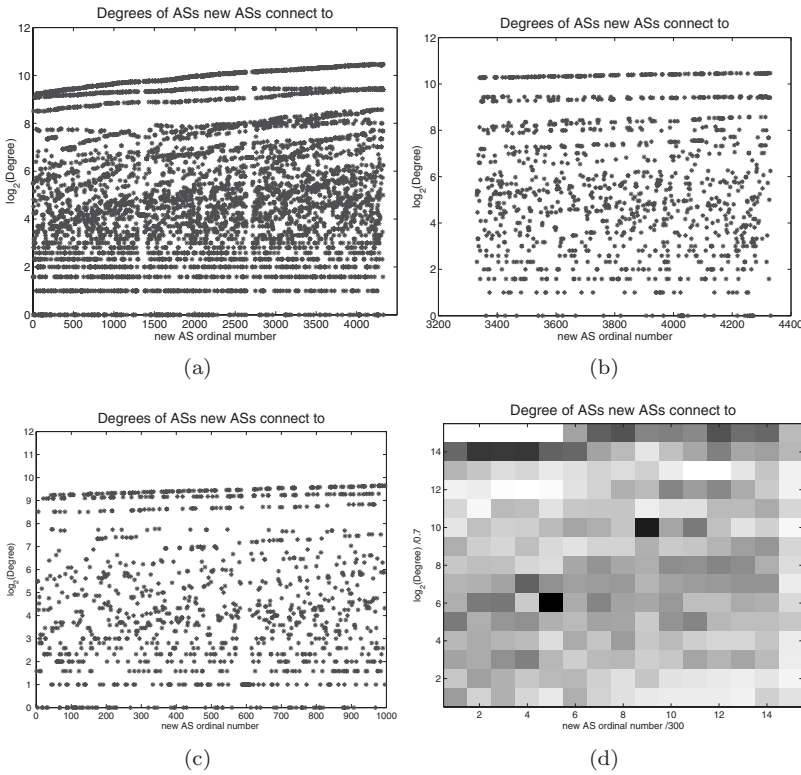 Degrees of ASs new ASs connect to
12
10
8
6
4
2
0
log2(Degree)
0 500 1000 1500 2000 2500 3000 3500 4000
new AS ordinal number
(a)
Degrees of ASs new ASs connect to
12
10
8
6
4
2
0
log2(Degree)
3200 3400 3600 3800 4000 4200 4400
new AS ordinal number
(b)
Degrees of ASs new ASs connect to
12
11
10
9
8
7
6
5
4
3
2
1
0
log2(Degree)
0 100 200 300 400 500 600 700 800 900 1000
new AS ordinal number
(c)
Degree of ASs new ASs connect to
14
12
10
8
6
4
2
log2(Degree) /0.7
2 4 6 8 10 12 14
new AS ordinal number /300
(d)